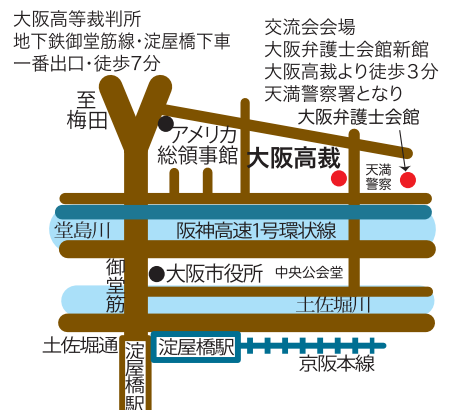 大阪高等裁判所
地下鉄御堂筋線・淀屋橋下車
一番出口・徒歩7分
交流会会場
大阪弁護士会館新館
大阪高裁より徒歩３分
天満警察署となり
大阪弁護士会館
至
梅田
アメリカ
総領事館
大阪高裁
天満
警察
堂島川
阪神高速1号環状線
御堂筋
大阪市役所
中央公会堂
土佐堀川
土佐堀通
淀屋橋駅
淀屋橋駅
京阪本線